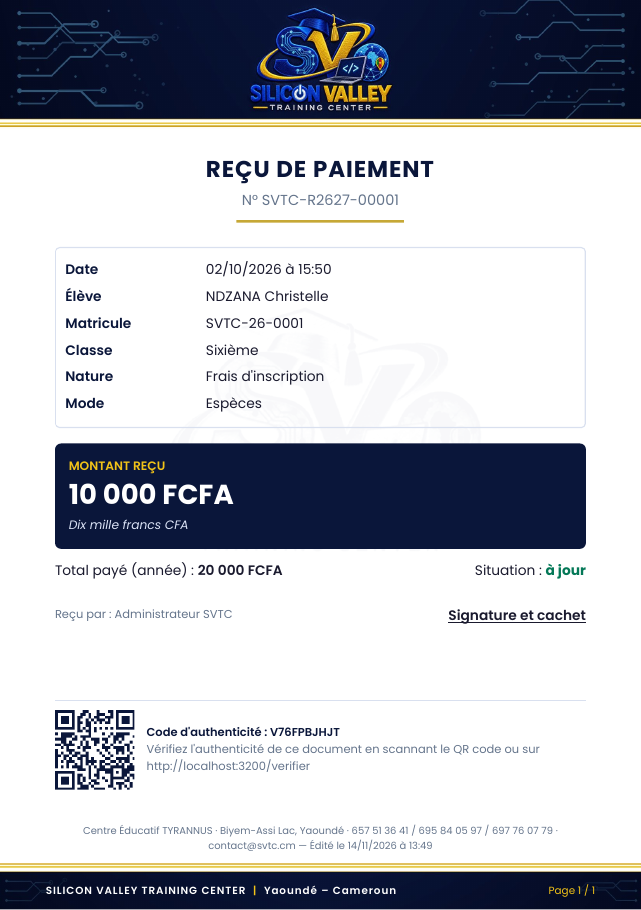 SV
</>
SILICON VALLEY
TRAINING CENTER
REÇU DE PAIEMENT
N° SVTC-R2627-00001
Date 02/10/2026 à 15:50
Élève NDZANA Christelle
Matricule SVTC-26-0001
Classe Sixième
Nature Frais d'inscription
Mode Espèces
MONTANT REÇU
10 000 FCFA
Dix mille francs CFA
Total payé (année) : 20 000 FCFA Situation : à jour
Reçu par : Administrateur SVTC Signature et cachet
Code d'authenticité : V76FPBJHJT
Vérifiez l'authenticité de ce document en scannant le QR code ou sur
http://localhost:3200/verifier
Centre Éducatif TYRANNUS · Biyem-Assi Lac, Yaoundé · 657 51 36 41 / 695 84 05 97 / 697 76 07 79 ·
contact@svtc.cm — Édité le 14/11/2026 à 13:49
SILICON VALLEY TRAINING CENTER | Yaoundé – Cameroun Page 1 / 1